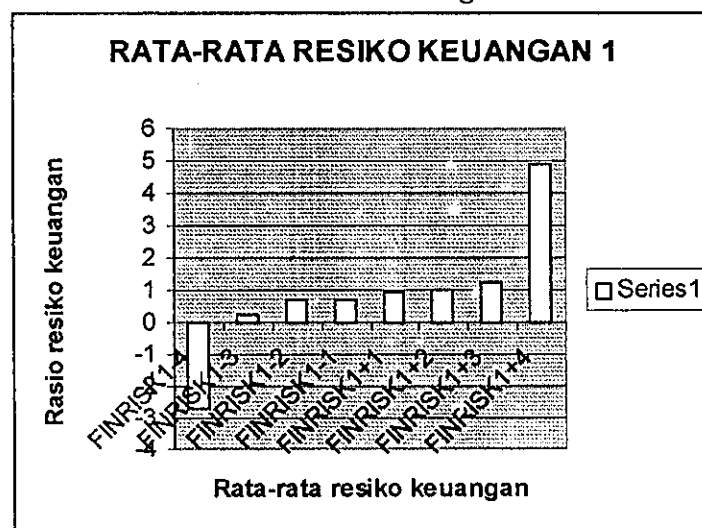 RATA-RATA RESIKO KEUANGAN 1
Rasio resiko keuangan
6
5
4
3
2
1
0
-1
-3
-4
FINRISK1-4
FINRISK1-3
FINRISK1-2
FINRISK1-1
FINRISK1+1
FINRISK1+2
FINRISK1+3
FINRISK1+4
Series1
Rata-rata resiko keuangan